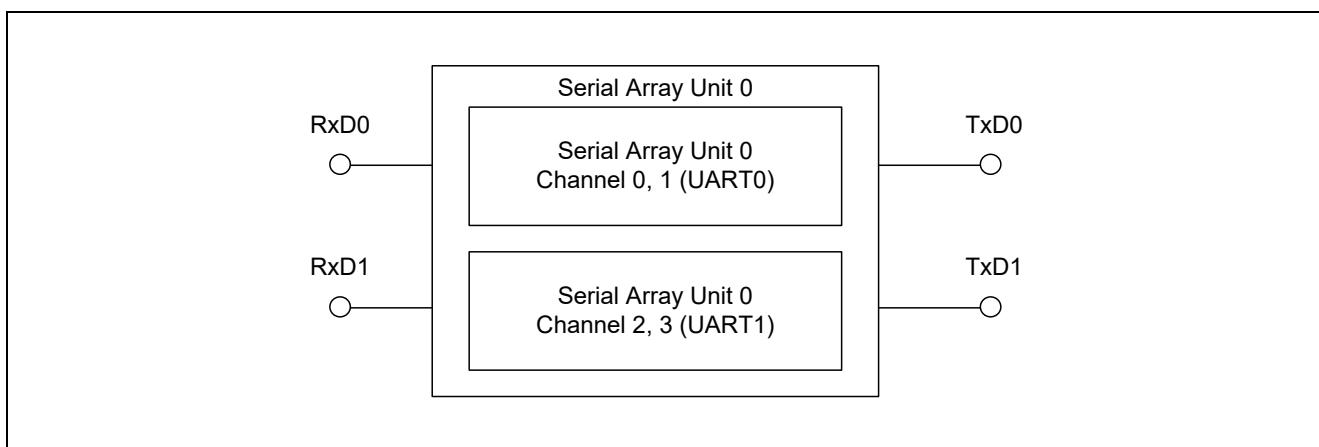 Serial Array Unit 0
RxD0
Serial Array Unit 0
Channel 0, 1 (UART0)
TxD0
RxD1
Serial Array Unit 0
Channel 2, 3 (UART1)
TxD1